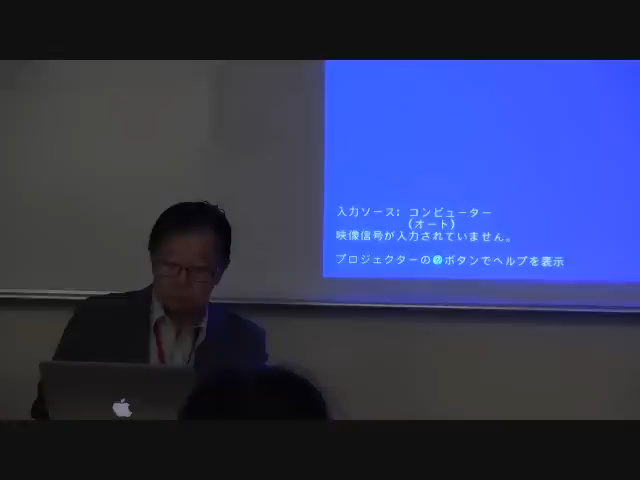 入力ソース: コンピューター
(オート)
映像信号が入力されていません。
プロジェクターの?ボタンでヘルプを表示